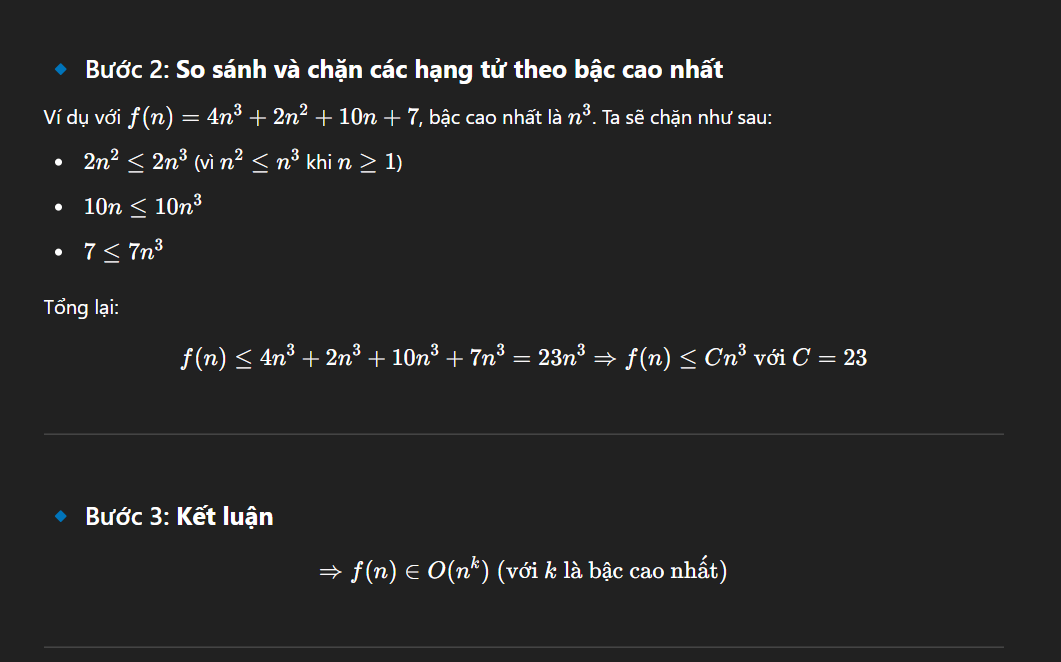 Bước 2: So sánh và chặn các hạng tử theo bậc cao nhất
Ví dụ với f(n) = 4n³ + 2n² + 10n + 7, bậc cao nhất là n³. Ta sẽ chặn như sau:
• 2n² ≤ 2n³ (vì n² ≤ n³ khi n ≥ 1)
• 10n ≤ 10n³
• 7 ≤ 7n³
Tổng lại:
f(n) ≤ 4n³ + 2n³ + 10n³ + 7n³ = 23n³ ⇒ f(n) ≤ Cn³ với C = 23
Bước 3: Kết luận
⇒ f(n) ∈ O(nᵏ) (với k là bậc cao nhất)